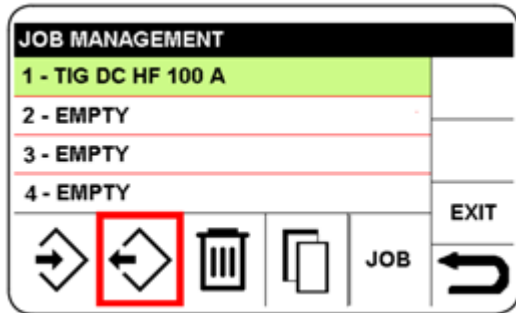 JOB MANAGEMENT
1 - TIG DC HF 100 A
2 - EMPTY
3 - EMPTY
4 - EMPTY
EXIT
JOB